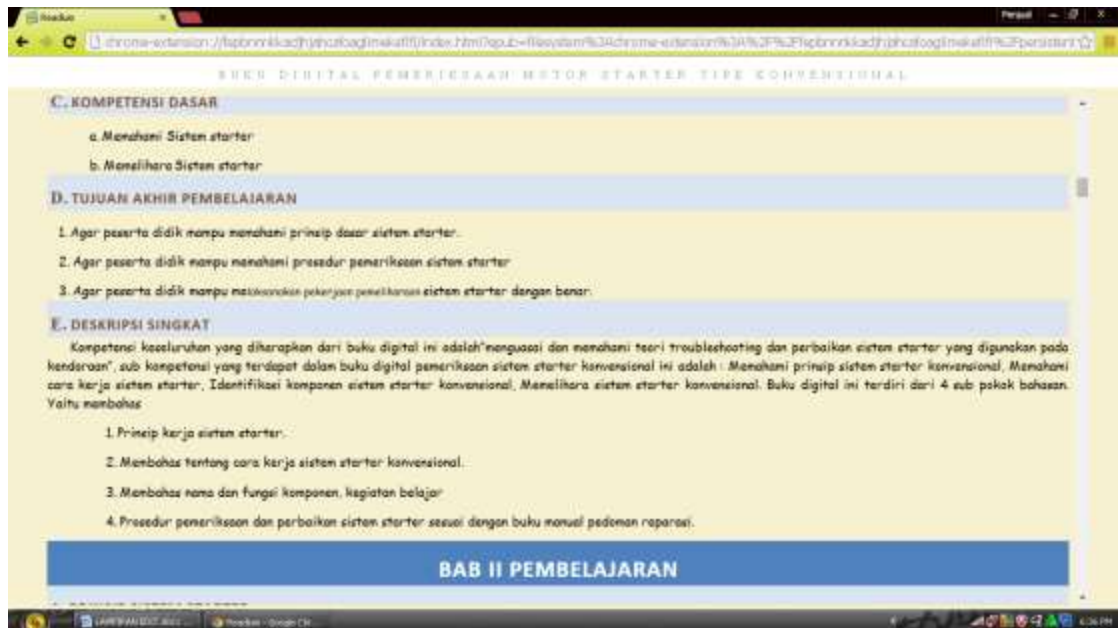 Readium
Penjual
BUKU DIGITAL PEMERIKSAAN MOTOR STARTER TIPE KONVENSIONAL
C. KOMPETENSI DASAR
a. Memahami Sistem starter
b. Memelihara Sistem starter
D. TUJUAN AKHIR PEMBELAJARAN
1. Agar peserta didik mampu memahami prinsip dasar sistem starter.
2. Agar peserta didik mampu memahami prosedur pemeriksaan sistem starter
3. Agar peserta didik mampu melaksanakan pekerjaan pemeliharaan sistem starter dengan benar.
E. DESKRIPSI SINGKAT
Kompetensi keseluruhan yang diharapkan dari buku digital ini adalah"menguasai dan memahami teori troubleshooting dan perbaikan sistem starter yang digunakan pada
kendaraan", sub kompetensi yang terdapat dalam buku digital pemeriksaan sistem starter konvensional ini adalah : Memahami prinsip sistem starter konvensional, Memahami
cara kerja sistem starter, Identifikasi komponen sistem starter konvensional, Memelihara sistem starter konvensional. Buku digital ini terdiri dari 4 sub pokok bahasan.
Yaitu membahas
1. Prinsip kerja sistem starter.
2. Membahas tentang cara kerja sistem starter konvensional.
3. Membahas nama dan fungsi komponen, kegiatan belajar
4. Prosedur pemeriksaan dan perbaikan sistem starter sesuai dengan buku manual pedoman reparasi.
BAB II PEMBELAJARAN
Readium - Google Ch...
6:36 PM